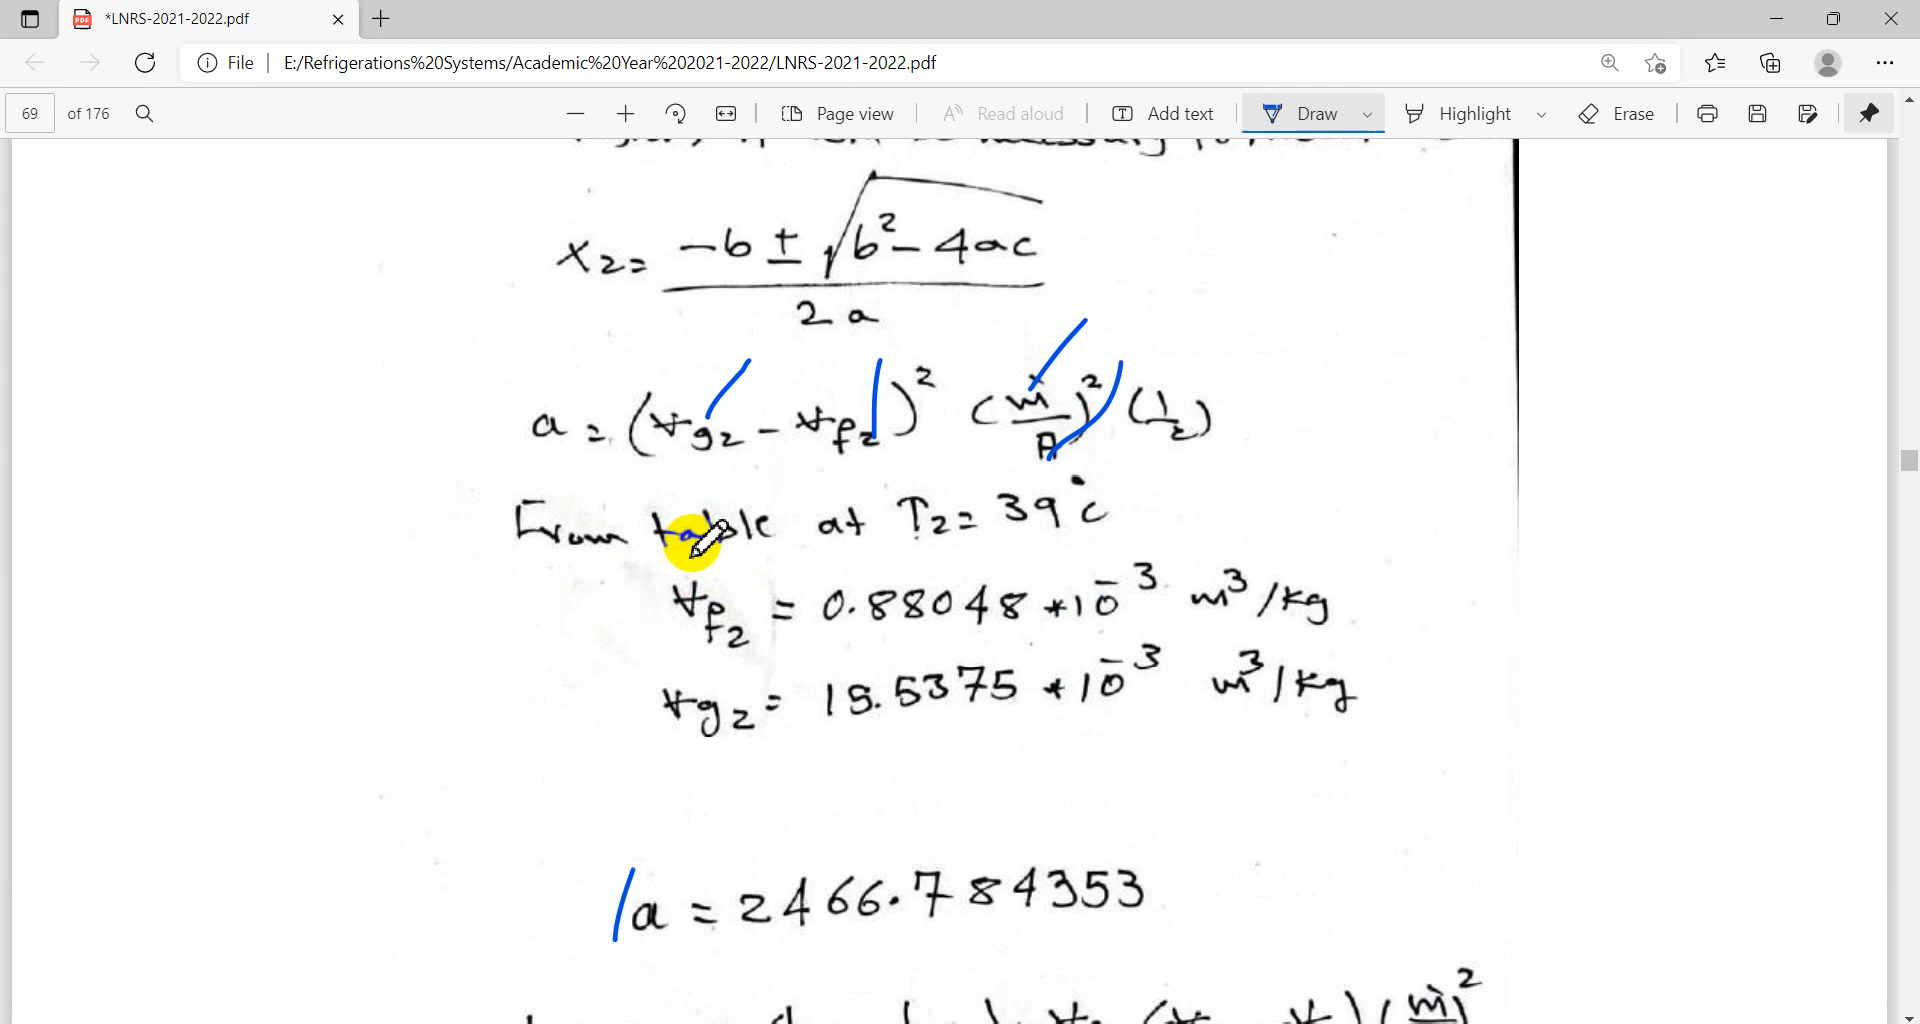 *LNRS-2021-2022.pdf
File | E:/Refrigerations%20Systems/Academic%20Year%202021-2022/LNRS-2021-2022.pdf
69 of 176 Page view Read aloud Add text Draw Highlight Erase
x2 = -b ± √b² - 4ac
2a
a = (vg2 - vf2)² (ṁ/A)² (1/2)
From table at T2 = 39°C
vf2 = 0.88048 * 10⁻³ m³/kg
vg2 = 15.5375 * 10⁻³ m³/kg
a = 2466.784353